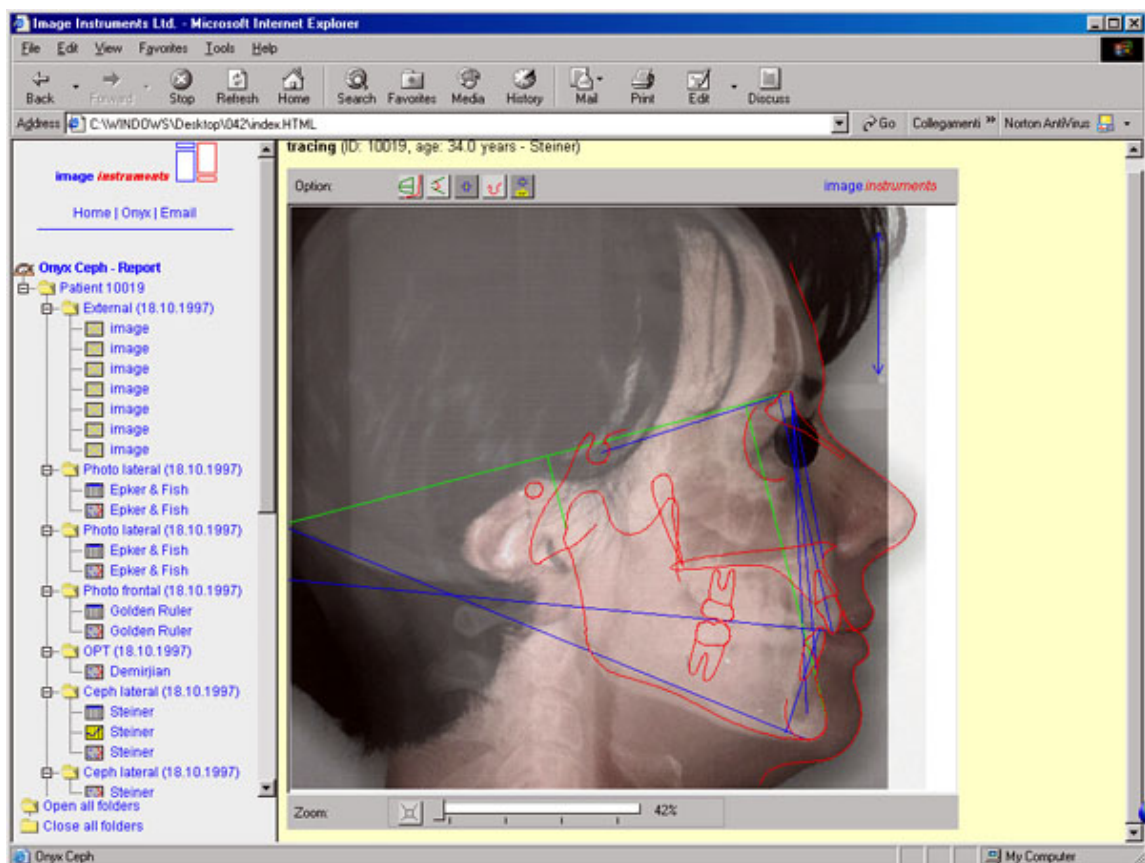 Image Instruments Ltd. - Microsoft Internet Explorer
File Edit View Favorites Tools Help
Back Forward Stop Refresh Home Search Favorites Media History Mail Print Edit Discuss
Address C:\WINDOWS\Desktop\042\index.HTML Go Collegamenti » Norton AntiVirus
image instruments
Home | Onyx | Email
Onyx Ceph - Report
Patient 10019
External (18.10.1997)
image
image
image
image
image
image
image
Photo lateral (18.10.1997)
Epker & Fish
Epker & Fish
Photo lateral (18.10.1997)
Epker & Fish
Epker & Fish
Photo frontal (18.10.1997)
Golden Ruler
Golden Ruler
OPT (18.10.1997)
Demirjian
Ceph lateral (18.10.1997)
Steiner
Steiner
Steiner
Ceph lateral (18.10.1997)
Steiner
Open all folders
Close all folders
tracing (ID: 10019, age: 34.0 years - Steiner)
Option: image.instruments
Zoom: 42%
Onyx Ceph My Computer